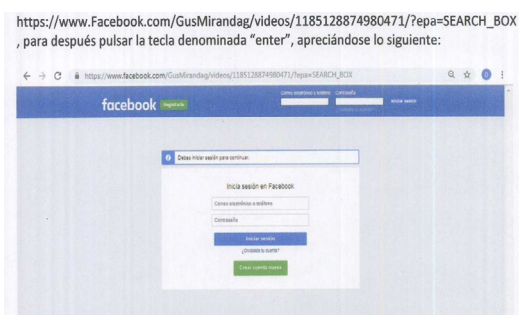 https://www.Facebook.com/GusMirandag/videos/1185128874980471/?epa=SEARCH_BOX
, para después pulsar la tecla denominada “enter”, apreciándose lo siguiente:
https://www.facebook.com/GusMirandag/videos/1185128874980471/?epa=SEARCH_BOX
Correo electrónico o teléfono Contraseña
facebook Registrarte Iniciar sesión
Debes iniciar sesión para continuar.
Inicia sesión en Facebook
Correo electrónico o teléfono
Contraseña
Iniciar sesión
¿Olvidaste tu cuenta?
Crear cuenta nueva